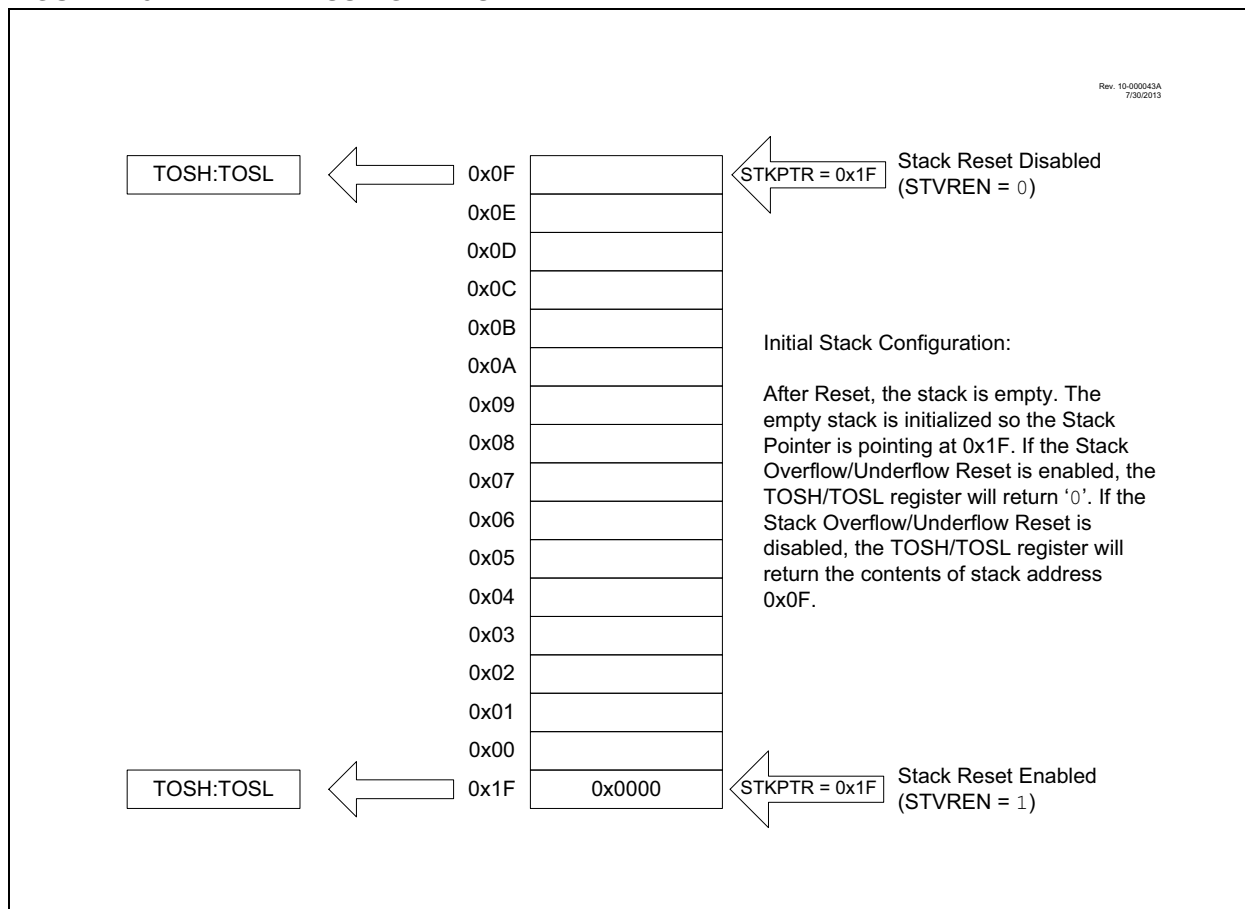 Rev. 10-000043A
7/30/2013
TOSH:TOSL
0x0F
STKPTR = 0x1F
Stack Reset Disabled
(STVREN = 0)
0x0E
0x0D
0x0C
0x0B
0x0A
0x09
0x08
0x07
0x06
0x05
0x04
0x03
0x02
0x01
0x00
Initial Stack Configuration:
After Reset, the stack is empty. The
empty stack is initialized so the Stack
Pointer is pointing at 0x1F. If the Stack
Overflow/Underflow Reset is enabled, the
TOSH/TOSL register will return ‘0’. If the
Stack Overflow/Underflow Reset is
disabled, the TOSH/TOSL register will
return the contents of stack address
0x0F.
TOSH:TOSL
0x1F
0x0000
STKPTR = 0x1F
Stack Reset Enabled
(STVREN = 1)